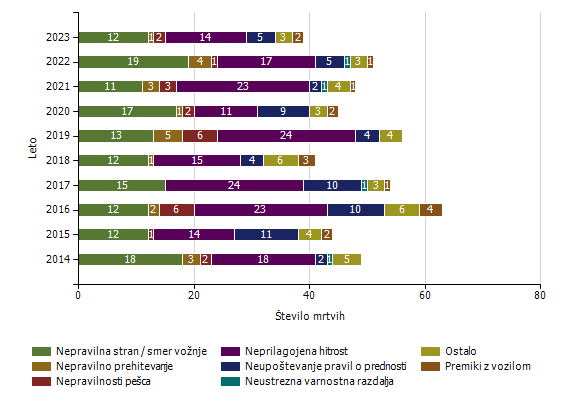 2023 12 1 2 14 5 3 2
2022 19 4 1 17 5 1 3 1
2021 11 3 3 23 2 1 4 1
2020 17 1 2 11 9 3 2
2019 13 5 6 24 4 4
2018 12 1 15 4 6 3
2017 15 24 10 1 3 1
2016 12 2 6 23 10 6 4
2015 12 1 14 11 4 2
2014 18 3 2 18 2 1 5
Leto
0 20 40 60 80
Število mrtvih
Nepravilna stran / smer vožnje Neprilagojena hitrost Ostalo
Nepravilno prehitevanje Neupoštevanje pravil o prednosti Premiki z vozilom
Nepravilnosti pešca Neustrezna varnostna razdalja